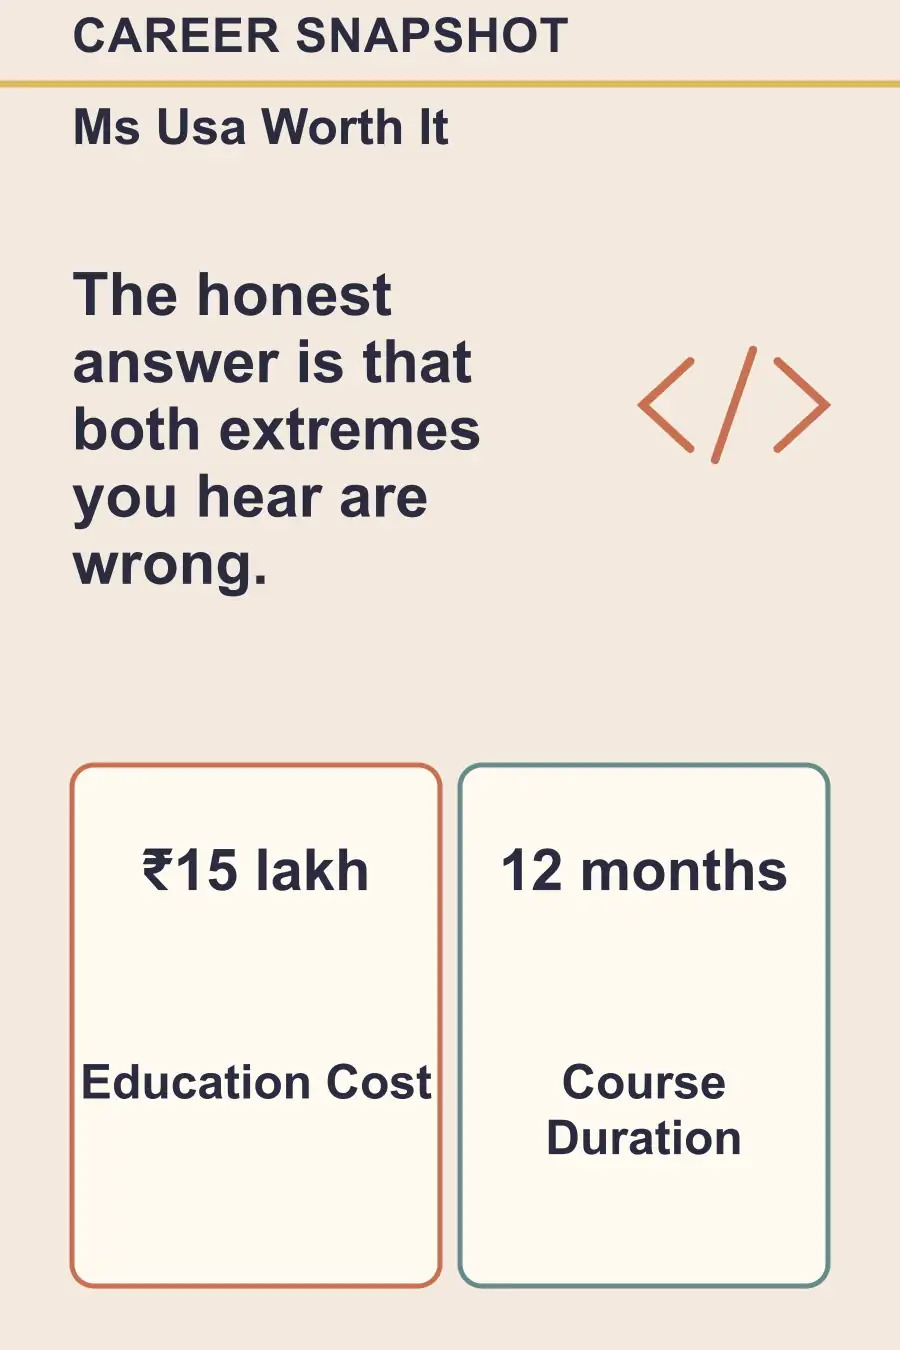 CAREER SNAPSHOT
Ms Usa Worth It
The honest
answer is that
both extremes
you hear are
wrong.
₹15 lakh
Education Cost
12 months
Course
Duration